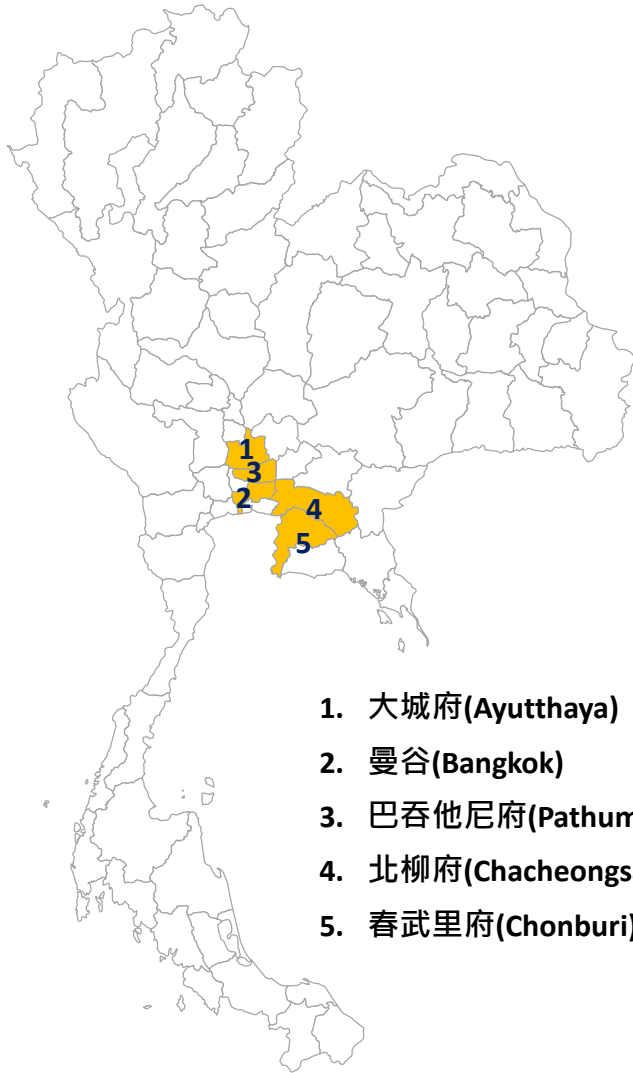 1
3
2
4
5
1. 大城府(Ayutthaya)
2. 曼谷(Bangkok)
3. 巴吞他尼府(Pathum
4. 北柳府(Chacheongs
5. 春武里府(Chonburi)